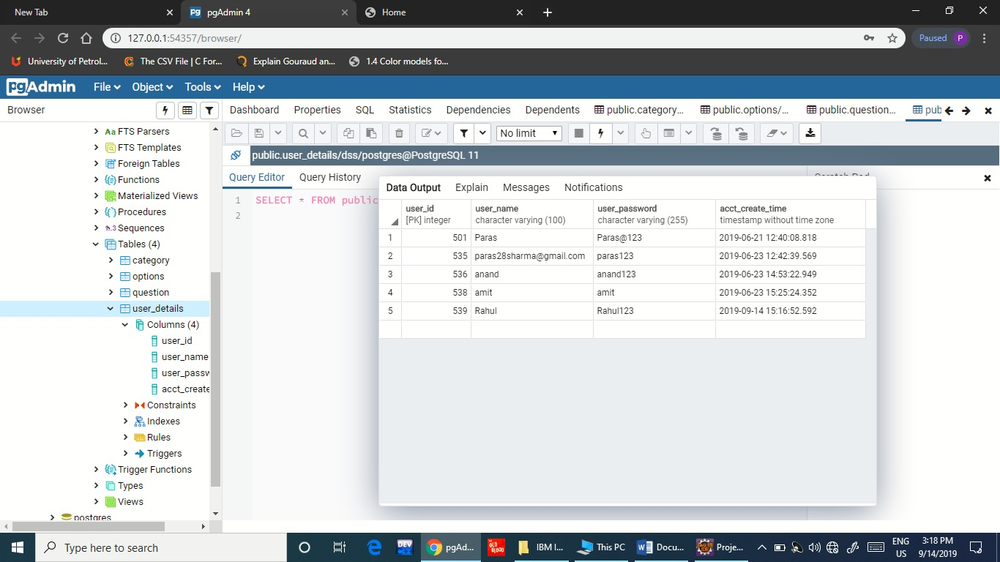 New Tab
pgAdmin 4
Home
127.0.0.1:54357/browser/
Paused P
University of Petrol...
The CSV File | C For...
Explain Gouraud an...
1.4 Color models fo...
pgAdmin File Object Tools Help
Browser
Dashboard Properties SQL Statistics Dependencies Dependents public.category... public.options/... public.question... pub
No limit
public.user_details/dss/postgres@PostgreSQL 11
FTS Parsers
FTS Templates
Foreign Tables
Functions
Materialized Views
Procedures
1..3 Sequences
Tables (4)
category
options
question
user_details
Columns (4)
user_id
user_name
user_passw
acct_create
Constraints
Indexes
Rules
Triggers
Trigger Functions
Types
Views
postgres
Query Editor Query History
Scratch Pad
1 SELECT * FROM public
2
Data Output Explain Messages Notifications
user_id user_name user_password acct_create_time
[PK] integer character varying (100) character varying (255) timestamp without time zone
1 501 Paras Paras@123 2019-06-21 12:40:08.818
2 535 paras28sharma@gmail.com paras123 2019-06-23 12:42:39.569
3 536 anand anand123 2019-06-23 14:53:22.949
4 538 amit amit 2019-06-23 15:25:24.352
5 539 Rahul Rahul123 2019-09-14 15:16:52.592
Type here to search
DEV C++
pgAd...
OLD BLOOD
IBM I...
This PC
Docu...
Proje...
ENG
US
3:18 PM
9/14/2019